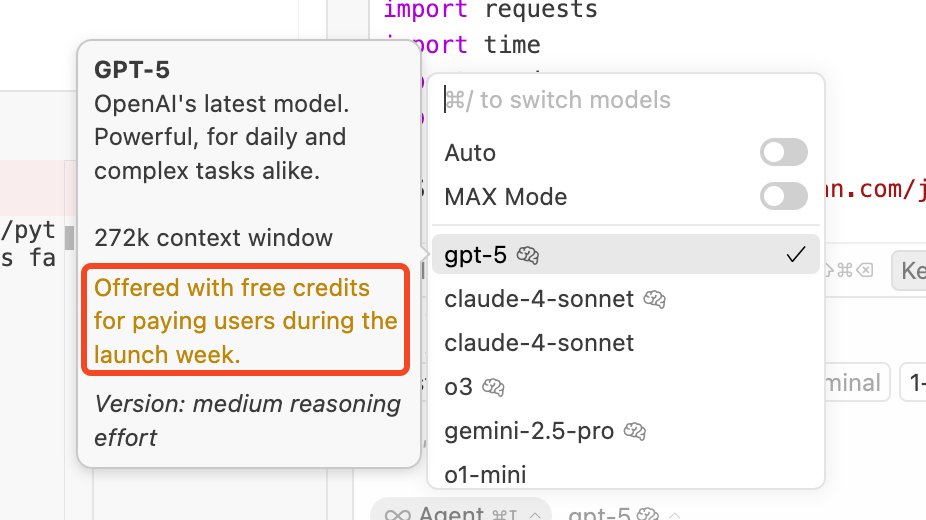 import requests
import time
GPT-5
OpenAI's latest model.
Powerful, for daily and
complex tasks alike.
272k context window
Offered with free credits
for paying users during the
launch week.
Version: medium reasoning
effort
⌘/ to switch models
Auto
MAX Mode
gpt-5
claude-4-sonnet
claude-4-sonnet
o3
gemini-2.5-pro
o1-mini
/pyt
s fa
an.com/j
⇧⌘⌫
Ke
minal
1-
Agent ⌘I
gpt-5